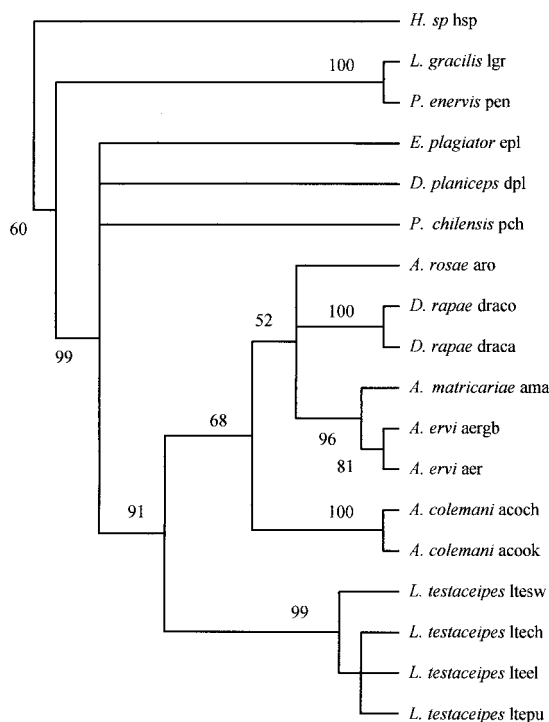 H. sp hsp
100
L. gracilis lgr
P. enervis pen
E. plagiator epl
D. planiceps dpl
P. chilensis pch
60
A. rosae aro
52
100
D. rapae draco
D. rapae draca
99
A. matricariae ama
68
96
A. ervi aergb
81
A. ervi aer
91
100
A. colemani acoch
A. colemani acook
99
L. testaceipes ltesw
L. testaceipes ltech
L. testaceipes lteel
L. testaceipes ltepu